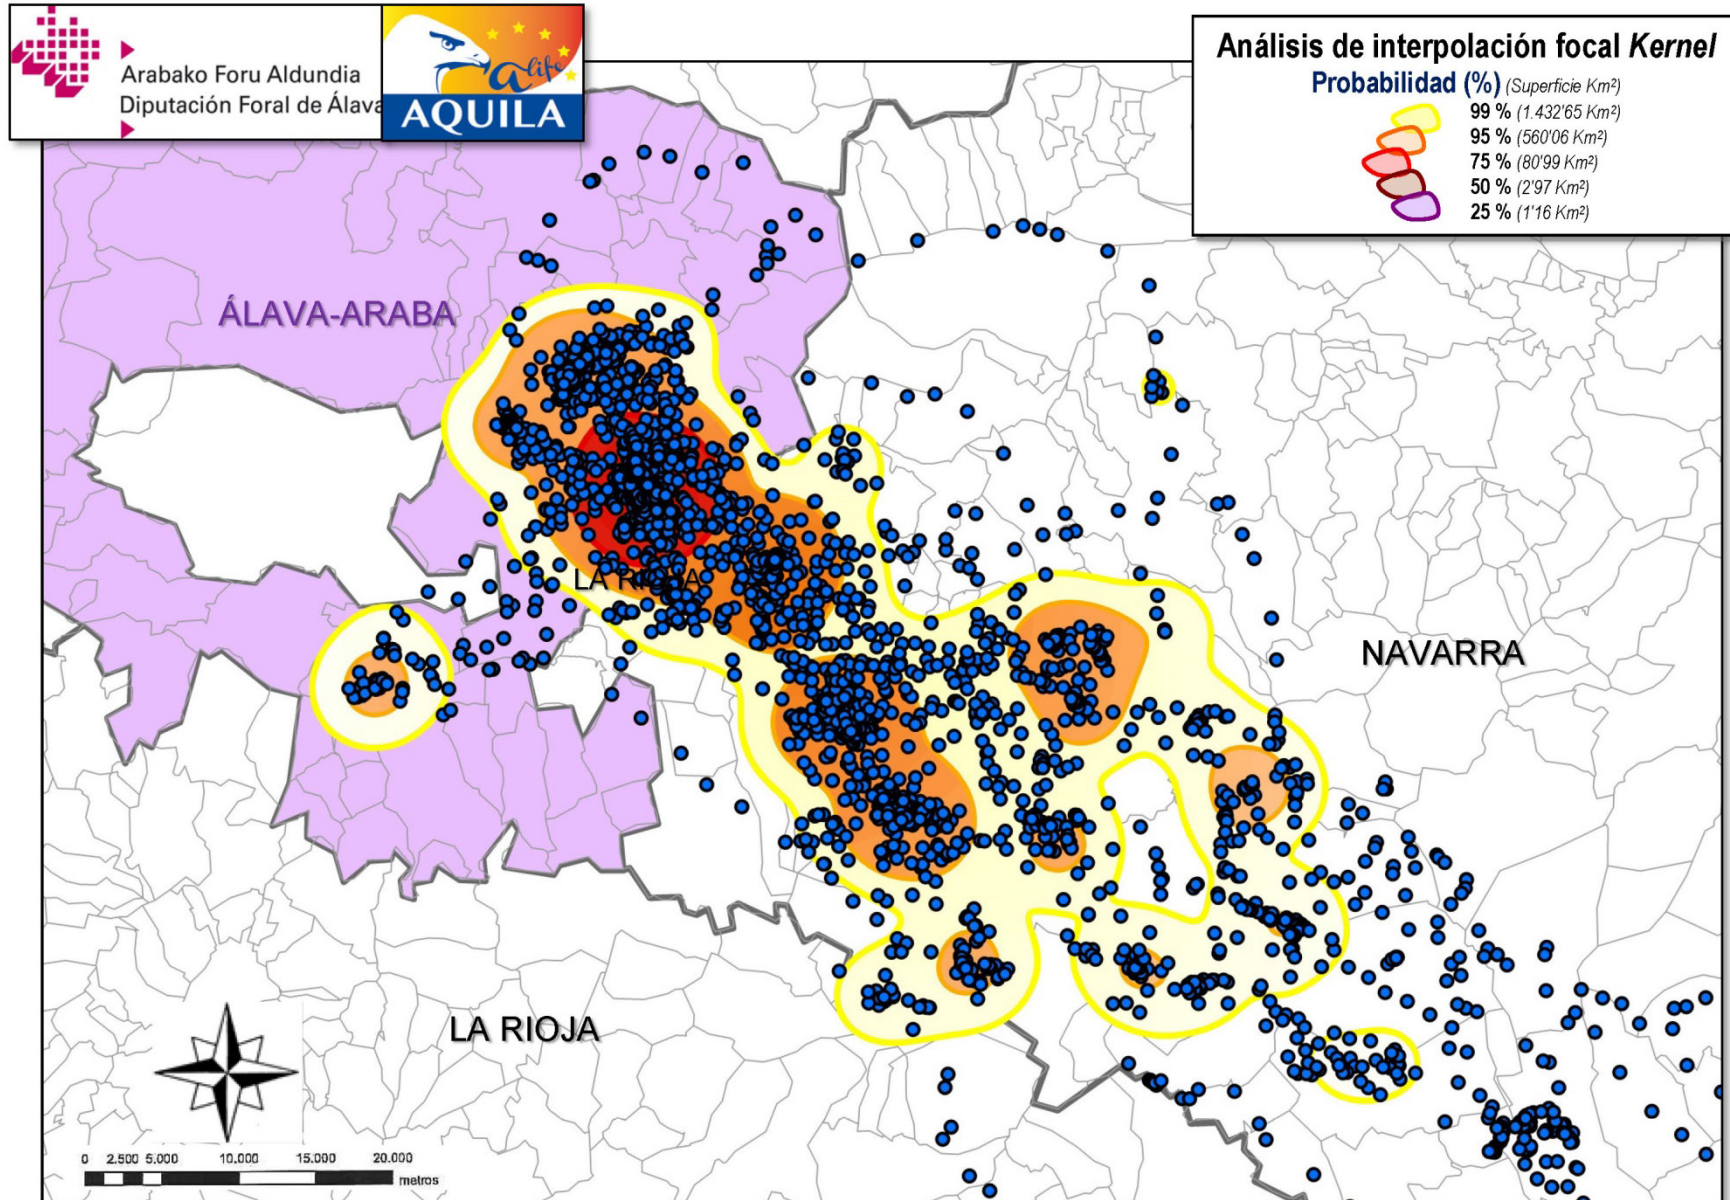 Arabako Foru Aldundia
Diputación Foral de Álava
aLife
AQUILA
Análisis de interpolación focal Kernel
Probabilidad (%) (Superficie Km²)
99 % (1.432'65 Km²)
95 % (560'06 Km²)
75 % (80'99 Km²)
50 % (2'97 Km²)
25 % (1'16 Km²)
ÁLAVA-ARABA
LA RIOJA
NAVARRA
LA RIOJA
0 2.500 5.000 10.000 15.000 20.000
metros